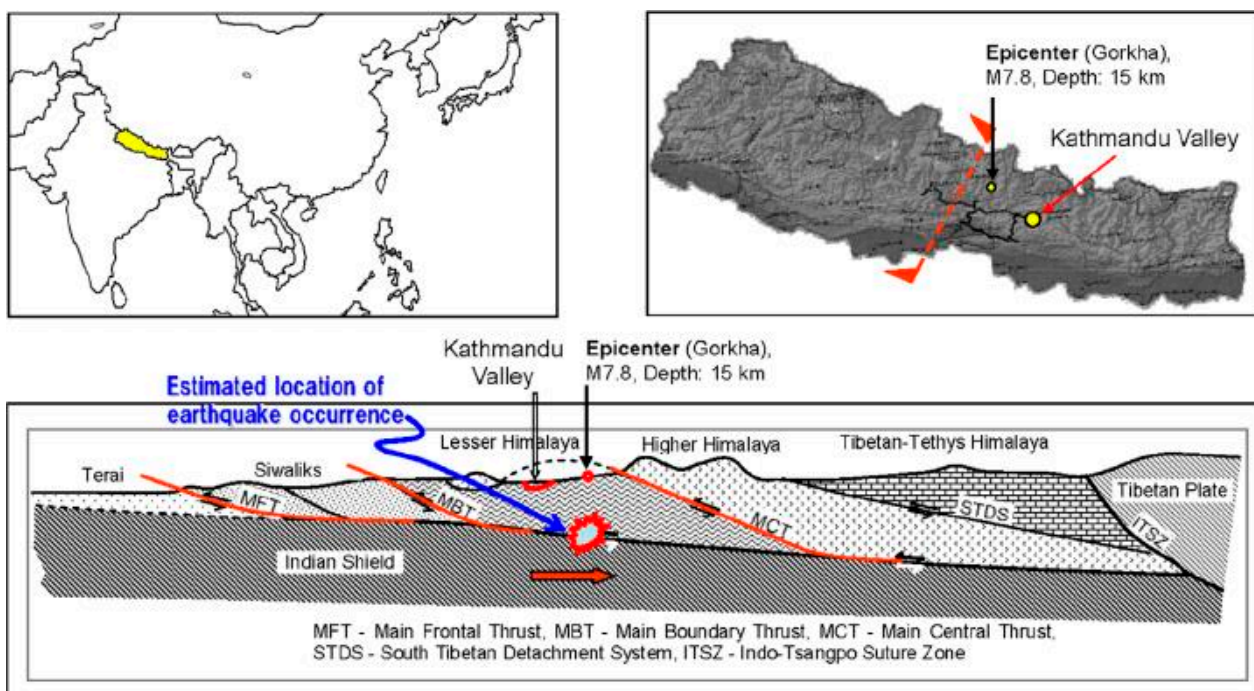 Epicenter (Gorkha),
M7.8, Depth: 15 km
Kathmandu Valley
Kathmandu
Valley
Epicenter (Gorkha),
M7.8, Depth: 15 km
Estimated location of
earthquake occurrence
Lesser Himalaya
Higher Himalaya
Tibetan-Tethys Himalaya
Terai
Siwaliks
Tibetan Plate
MFT
MBT
MCT
STDS
ITSZ
Indian Shield
MFT - Main Frontal Thrust, MBT - Main Boundary Thrust, MCT - Main Central Thrust,
STDS - South Tibetan Detachment System, ITSZ - Indo-Tsangpo Suture Zone